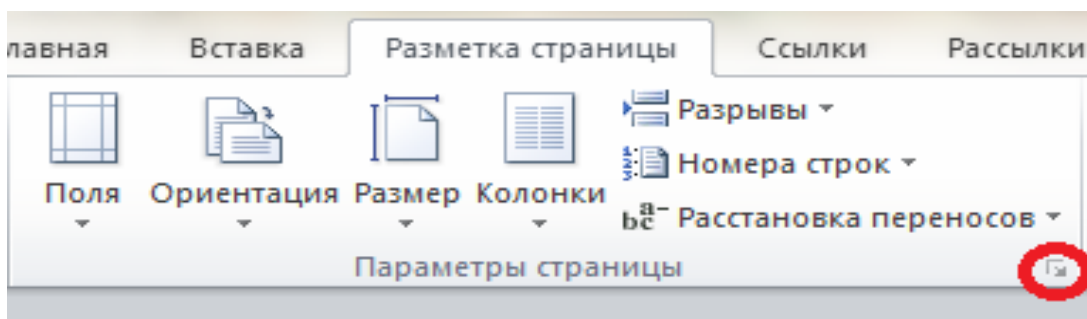 лавная Вставка Разметка страницы Ссылки Рассылки
Разрывы
Номера строк
Поля Ориентация Размер Колонки
Расстановка переносов
Параметры страницы